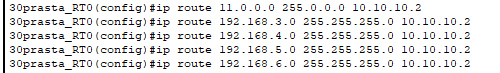 30prasta_RT0(config)#ip route 11.0.0.0 255.0.0.0 10.10.10.2
30prasta_RT0(config)#ip route 192.168.3.0 255.255.255.0 10.10.10.2
30prasta_RT0(config)#ip route 192.168.4.0 255.255.255.0 10.10.10.2
30prasta_RT0(config)#ip route 192.168.5.0 255.255.255.0 10.10.10.2
30prasta_RT0(config)#ip route 192.168.6.0 255.255.255.0 10.10.10.2